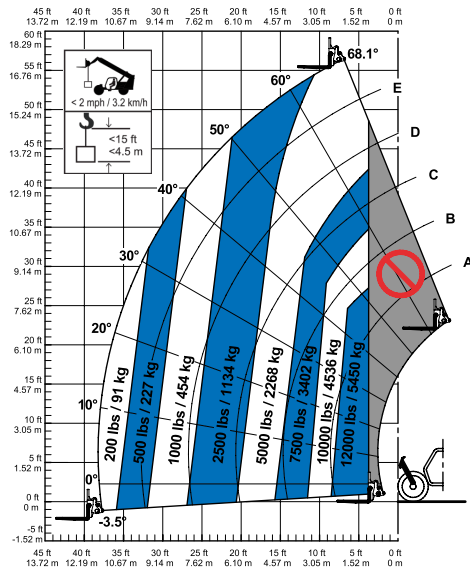 45 ft 40 ft 35 ft 30 ft 25 ft 20 ft 15 ft 10 ft 5 ft 0 ft
13.72 m 12.19 m 10.67 m 9.14 m 7.62 m 6.10 m 4.57 m 3.05 m 1.52 m 0 m
60 ft
18.29 m
55 ft
16.76 m
50 ft
15.24 m
45 ft
13.72 m
40 ft
12.19 m
35 ft
10.67 m
30 ft
9.14 m
25 ft
7.62 m
20 ft
6.10 m
15 ft
4.57 m
10 ft
3.05 m
5 ft
1.52 m
0 ft
0 m
-5 ft
-1.52 m
< 2 mph / 3.2 km/h
<15 ft
<4.5 m
68.1°
60°
50°
40°
30°
20°
10°
0°
-3.5°
E
D
C
B
A
200 lbs / 91 kg
500 lbs / 227 kg
1000 lbs / 454 kg
2500 lbs / 1134 kg
5000 lbs / 2268 kg
7500 lbs / 3402 kg
10000 lbs / 4536 kg
12000 lbs / 5450 kg
45 ft 40 ft 35 ft 30 ft 25 ft 20 ft 15 ft 10 ft 5 ft 0 ft
13.72 m 12.19 m 10.67 m 9.14 m 7.62 m 6.10 m 4.57 m 3.05 m 1.52 m 0 m